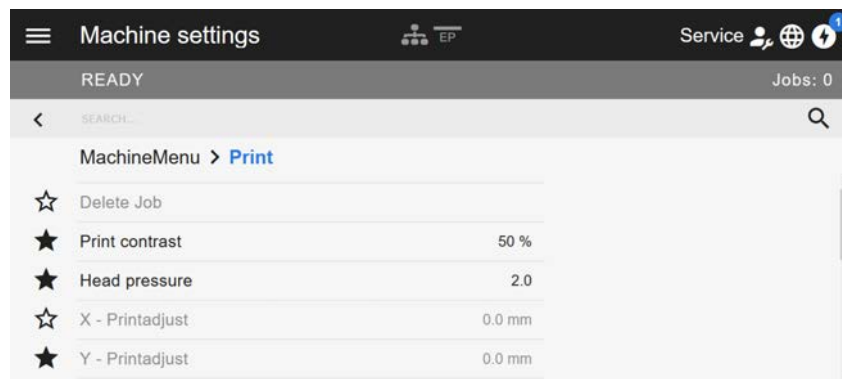 Machine settings EP Service 1
READY Jobs: 0
SEARCH...
MachineMenu > Print
Delete Job
Print contrast 50 %
Head pressure 2.0
X - Printadjust 0.0 mm
Y - Printadjust 0.0 mm